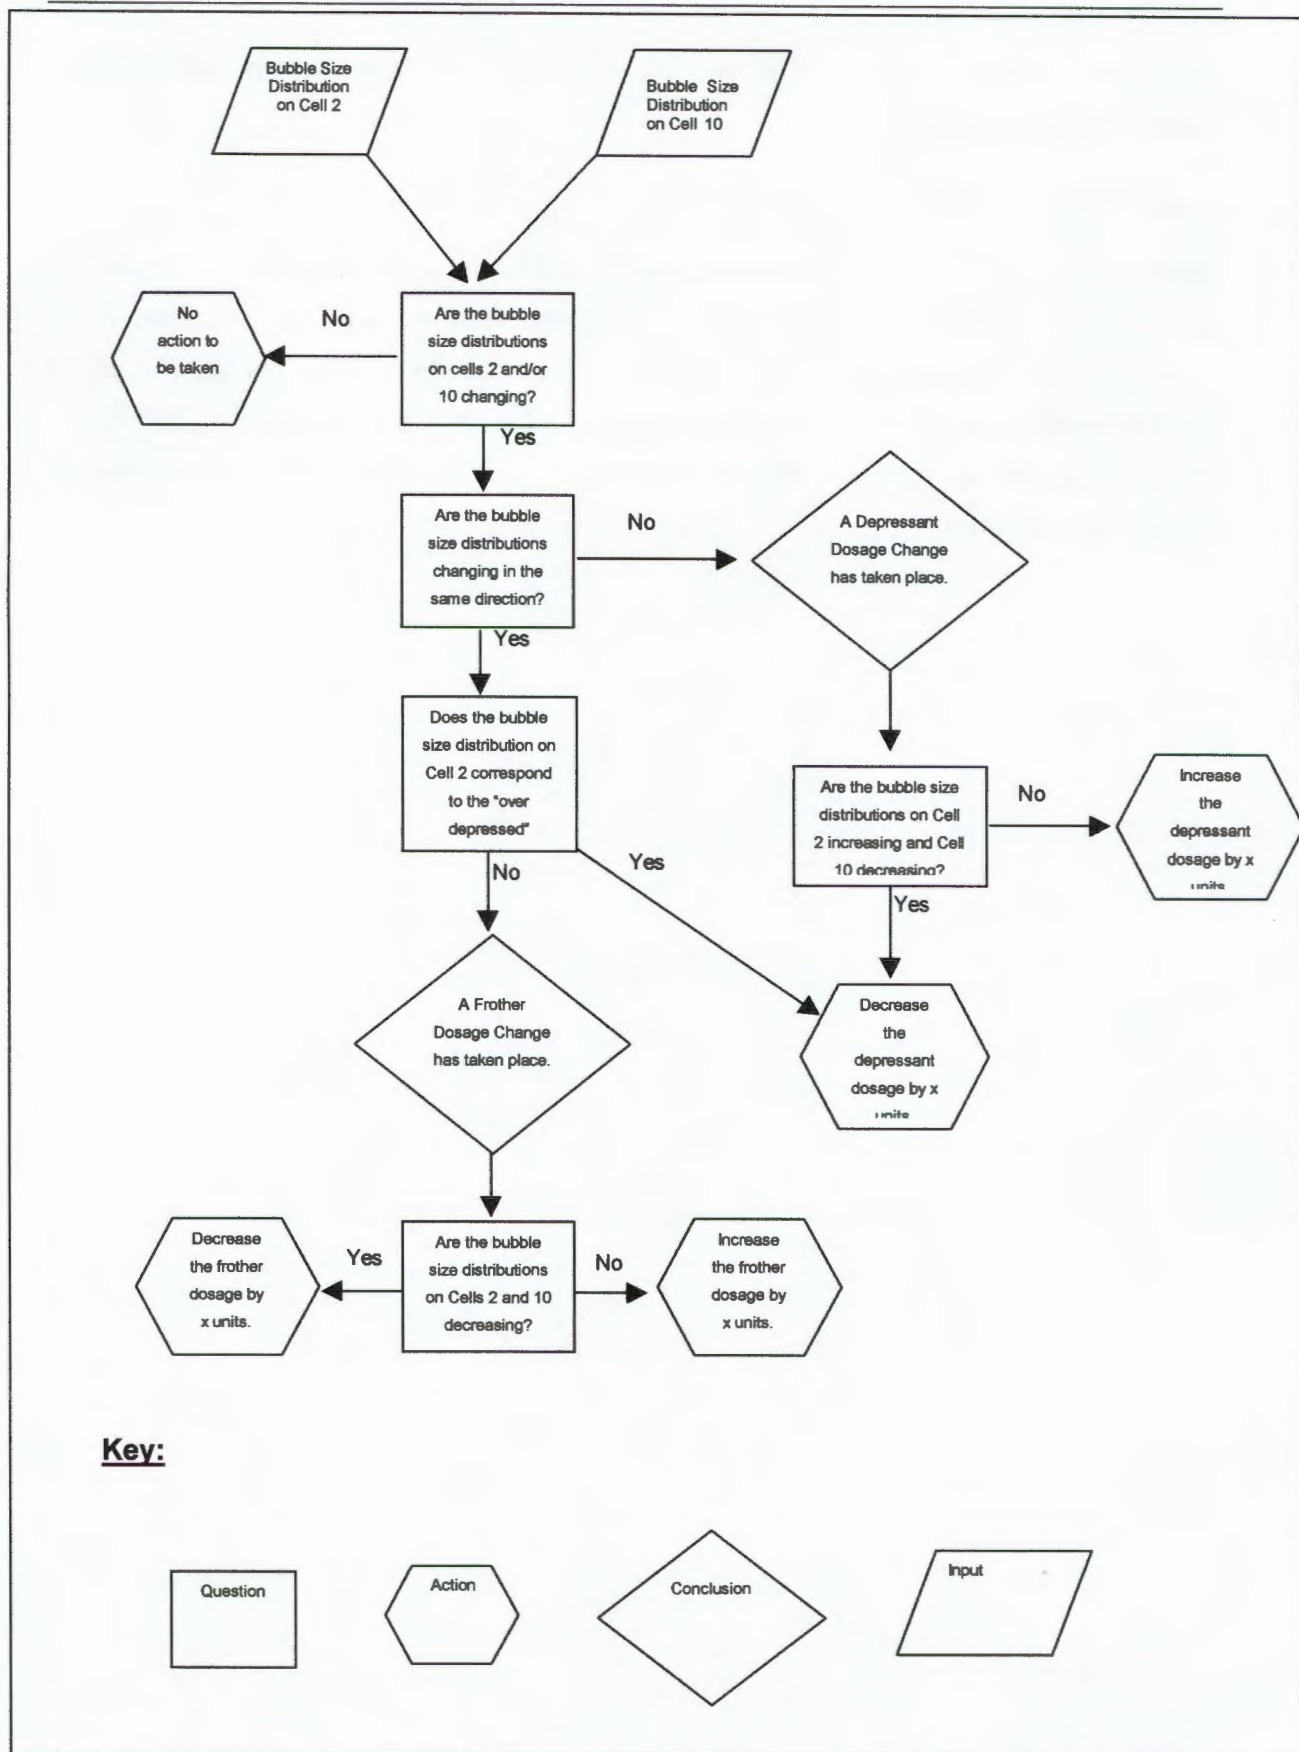 Bubble Size
Distribution
on Cell 2
Bubble Size
Distribution
on Cell 10
No
action to
be taken
No
Are the bubble
size distributions
on cells 2 and/or
10 changing?
Yes
Are the bubble
size distributions
changing in the
same direction?
No
A Depressant
Dosage Change
has taken place.
Yes
Does the bubble
size distribution on
Cell 2 correspond
to the "over
depressed"
Yes
No
Are the bubble size
distributions on Cell
2 increasing and Cell
10 decreasing?
No
Increase
the
depressant
dosage by x
units
Yes
A Frother
Dosage Change
has taken place.
Decrease
the
depressant
dosage by x
units
Decrease
the frother
dosage by
x units.
Yes
Are the bubble
size distributions
on Cells 2 and 10
decreasing?
No
Increase
the frother
dosage by
x units.
Key:
Question
Action
Conclusion
Input